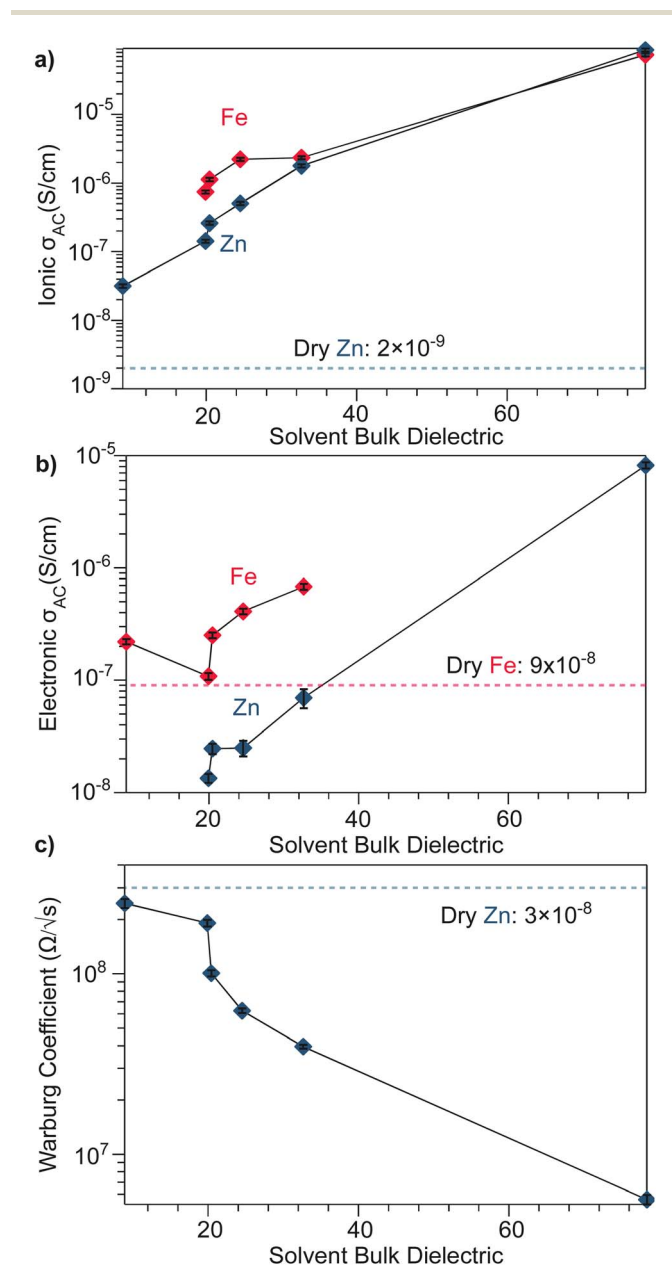 a)
Ionic σAC(S/cm)
10⁻⁵
10⁻⁶
10⁻⁷
10⁻⁸
10⁻⁹
Fe
Zn
Dry Zn: 2×10⁻⁹
20 40 60
Solvent Bulk Dielectric
b)
Electronic σAC(S/cm)
10⁻⁵
10⁻⁶
10⁻⁷
10⁻⁸
Fe
Dry Fe: 9x10⁻⁸
Zn
20 40 60
Solvent Bulk Dielectric
c)
Warburg Coefficient (Ω/√s)
10⁸
10⁷
Dry Zn: 3×10⁻⁸
20 40 60
Solvent Bulk Dielectric